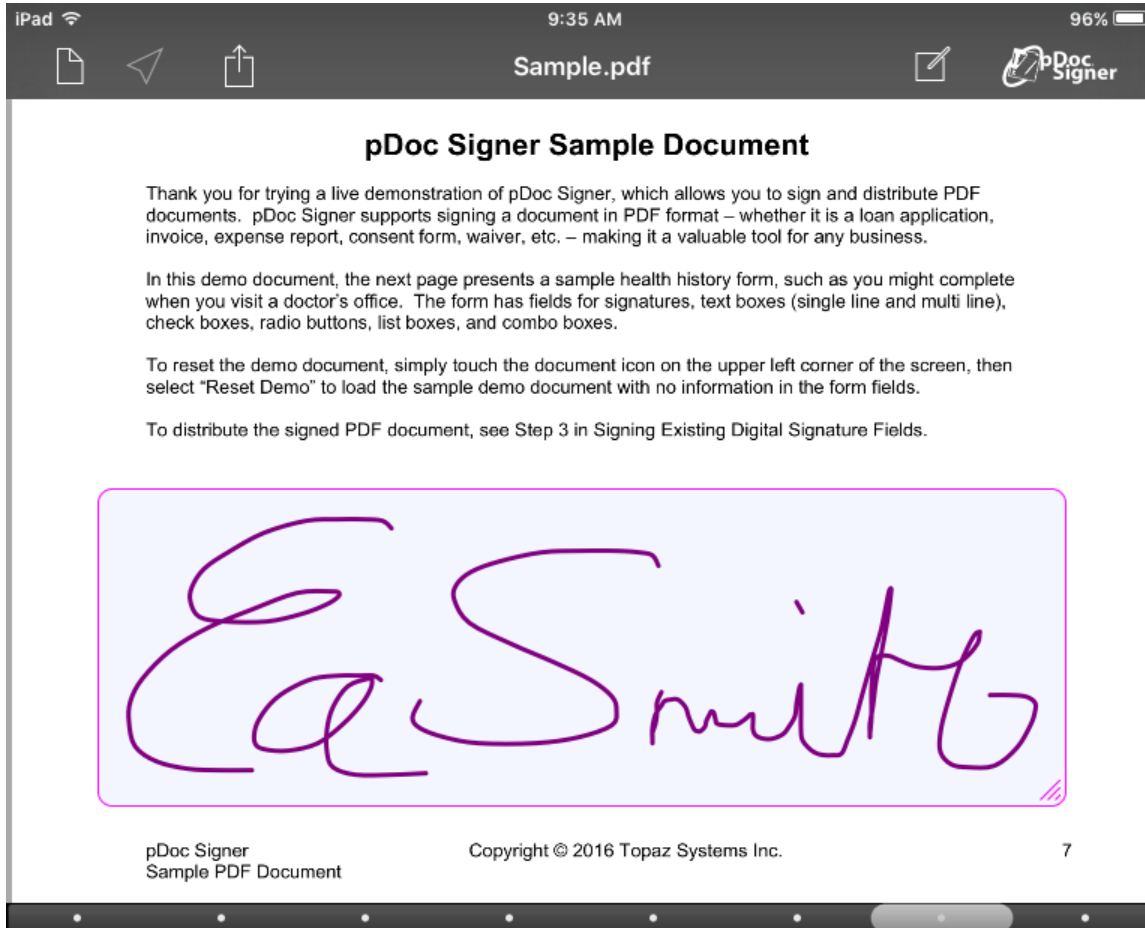 iPad 9:35 AM 96%
Sample.pdf pDoc Signer
pDoc Signer Sample Document
Thank you for trying a live demonstration of pDoc Signer, which allows you to sign and distribute PDF
documents. pDoc Signer supports signing a document in PDF format – whether it is a loan application,
invoice, expense report, consent form, waiver, etc. – making it a valuable tool for any business.
In this demo document, the next page presents a sample health history form, such as you might complete
when you visit a doctor’s office. The form has fields for signatures, text boxes (single line and multi line),
check boxes, radio buttons, list boxes, and combo boxes.
To reset the demo document, simply touch the document icon on the upper left corner of the screen, then
select “Reset Demo” to load the sample demo document with no information in the form fields.
To distribute the signed PDF document, see Step 3 in Signing Existing Digital Signature Fields.
Smith
pDoc Signer Copyright © 2016 Topaz Systems Inc. 7
Sample PDF Document